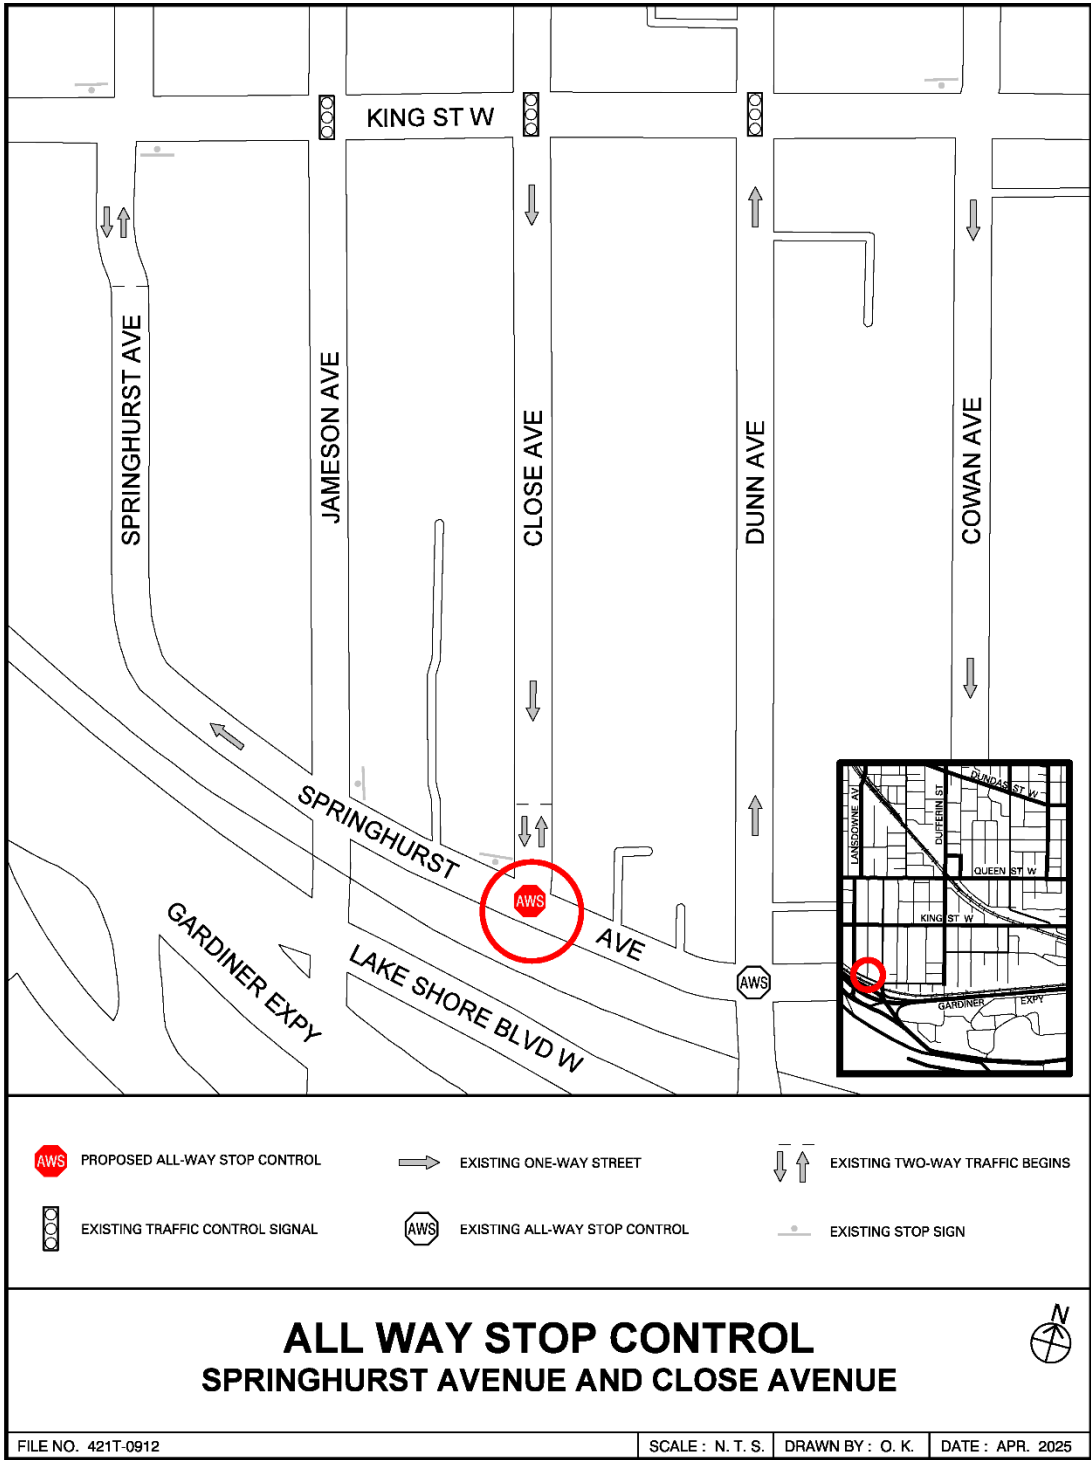 KING ST W
SPRINGHURST AVE
JAMESON AVE
CLOSE AVE
DUNN AVE
COWAN AVE
SPRINGHURST
AVE
AWS
AWS
GARDINER EXPY
LAKE SHORE BLVD W
DUNDAS ST W
LANSDOWNE AV
DUFFERIN ST
QUEEN ST W
KING ST W
GARDINER EXPY
AWS PROPOSED ALL-WAY STOP CONTROL
EXISTING ONE-WAY STREET
EXISTING TWO-WAY TRAFFIC BEGINS
EXISTING TRAFFIC CONTROL SIGNAL
AWS EXISTING ALL-WAY STOP CONTROL
EXISTING STOP SIGN
ALL WAY STOP CONTROL
SPRINGHURST AVENUE AND CLOSE AVENUE
N
FILE NO. 421T-0912
SCALE : N. T. S.
DRAWN BY : O. K.
DATE : APR. 2025